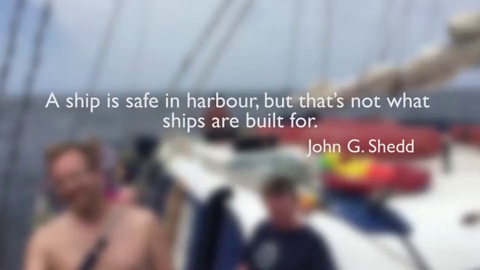 A ship is safe in harbour, but that's not what
ships are built for.
John G. Shedd